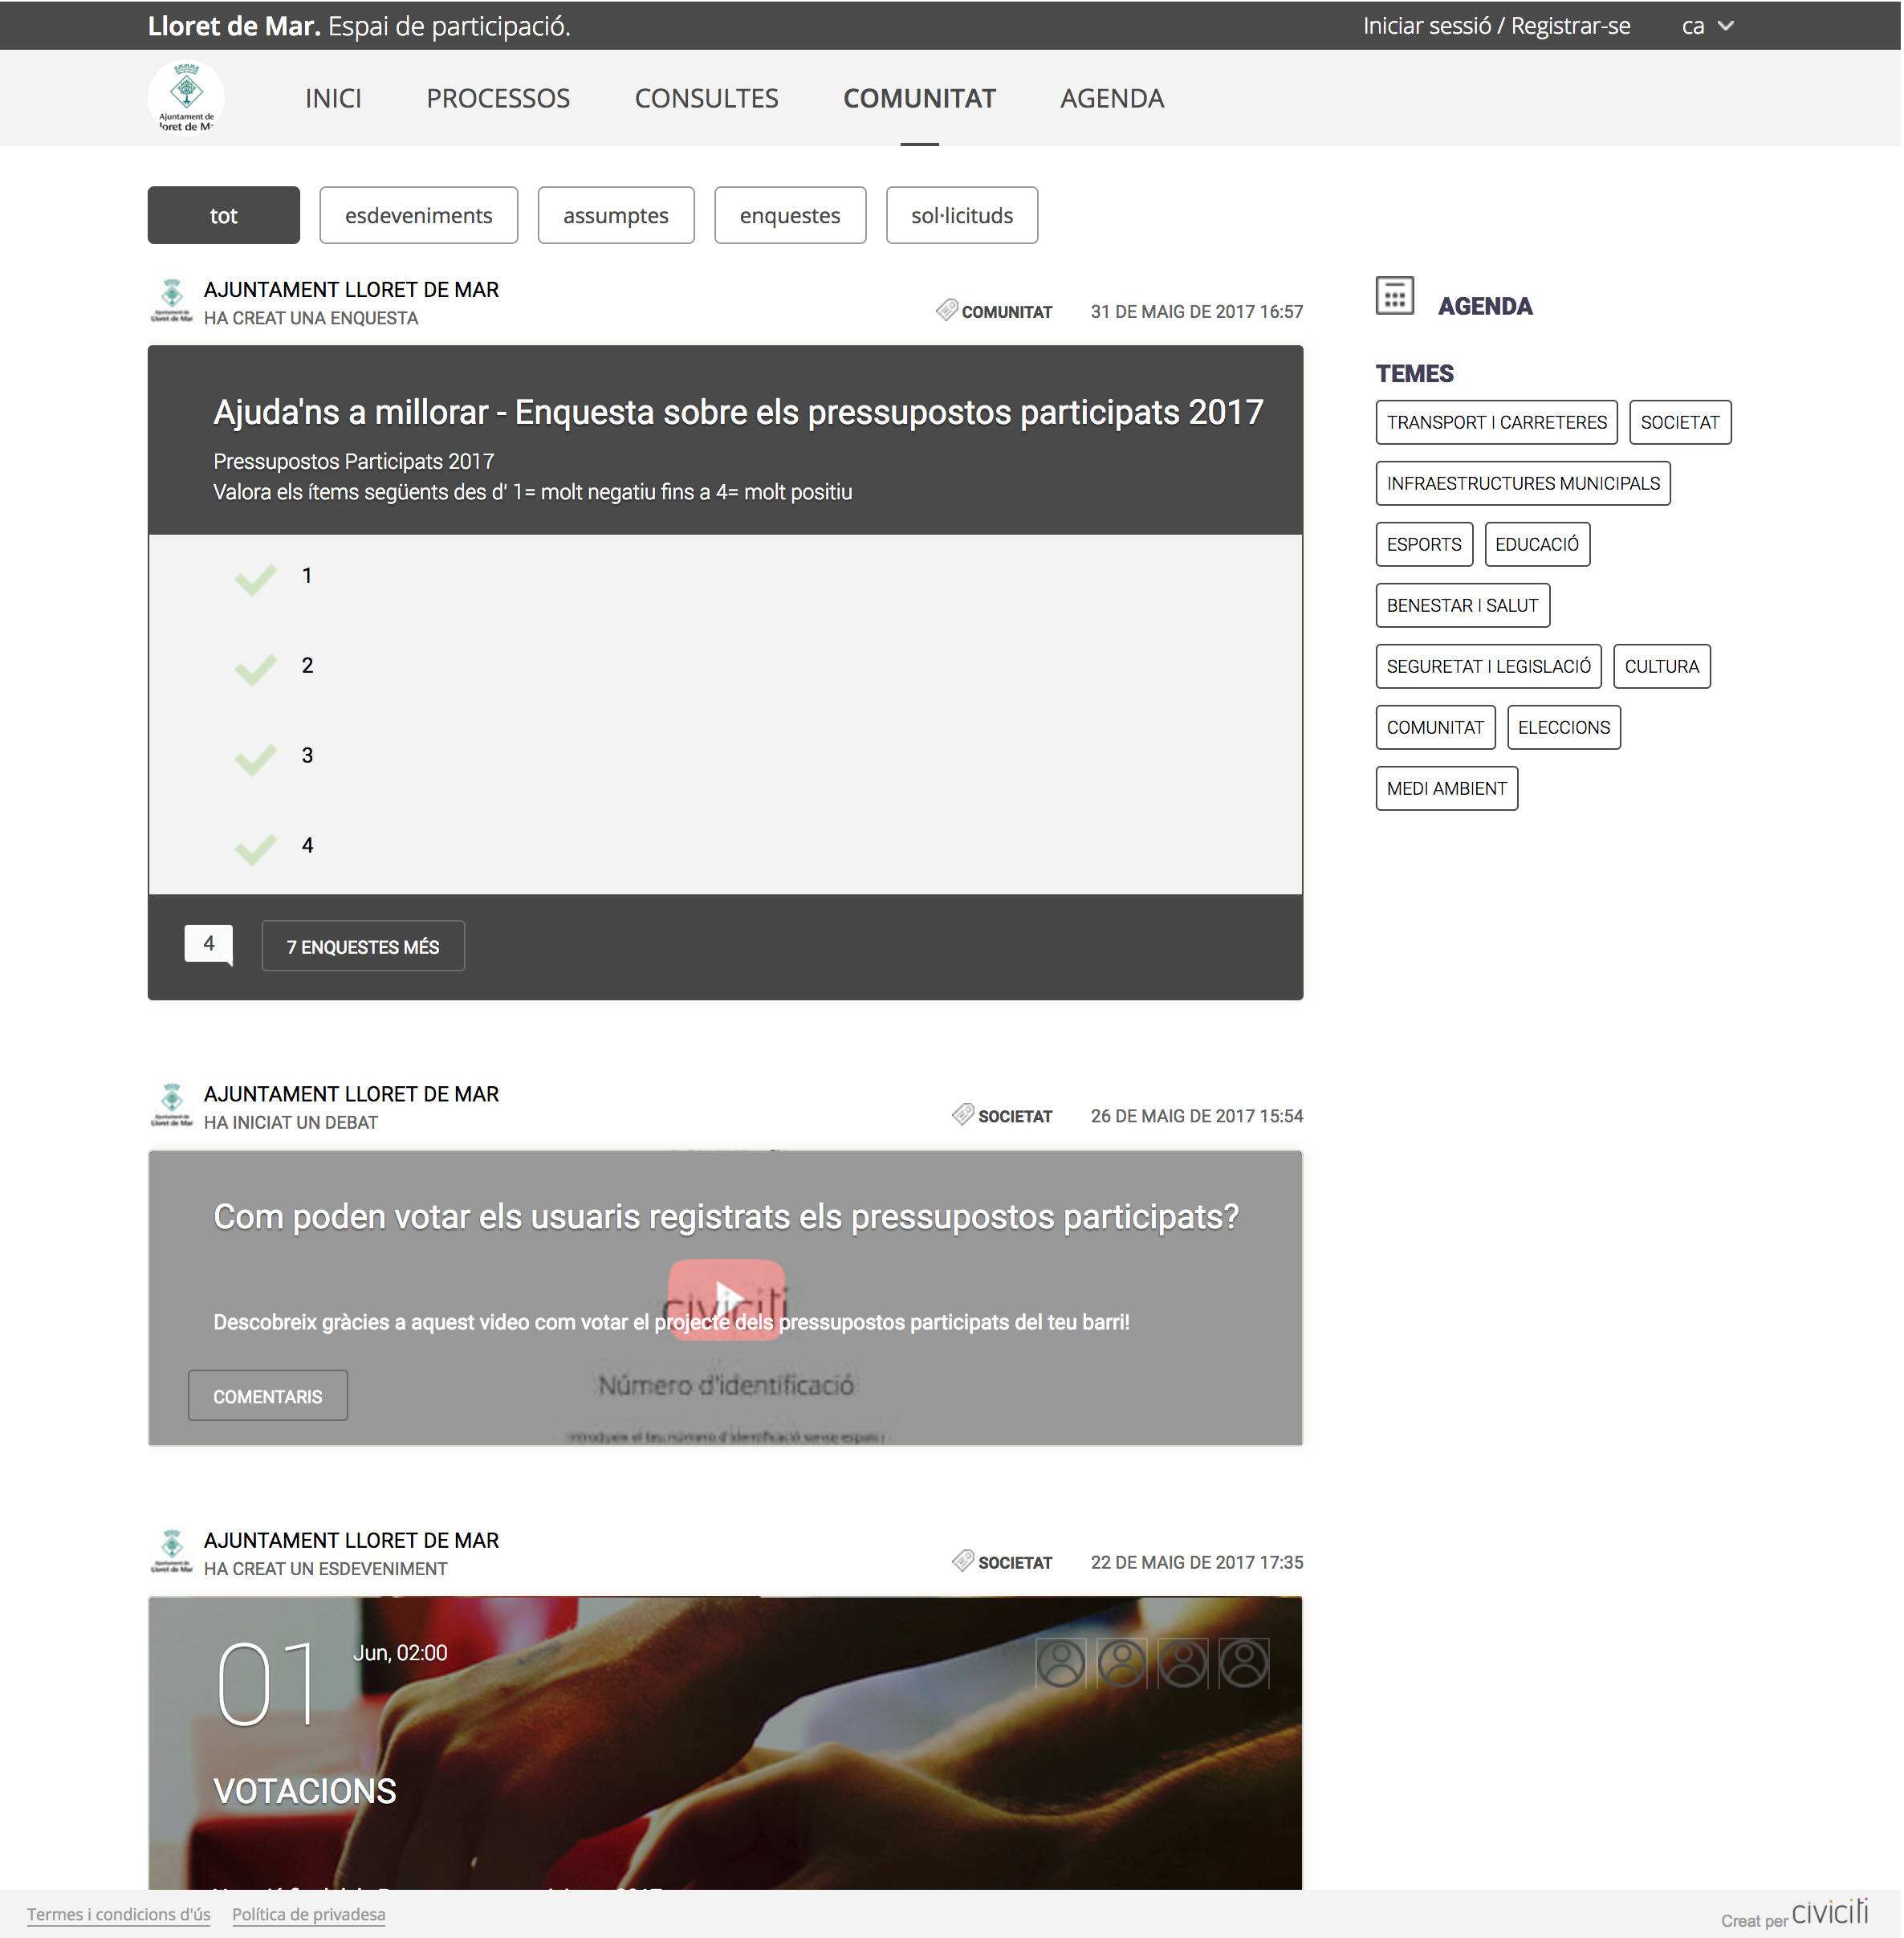 Lloret de Mar. Espai de participació.
Iniciar sessió / Registrar-se
ca
Ajuntament de
INICI
PROCESSOS
CONSULTES
COMUNITAT
AGENDA
tot
esdeveniments
assumptes
enquestes
sol·licituds
AJUNTAMENT LLORET DE MAR
HA CREAT UNA ENQUESTA
COMUNITAT
31 DE MAIG DE 2017 16:57
Ajuda'ns a millorar - Enquesta sobre els pressupostos participats 2017
Pressupostos Participats 2017
Valora els ítems següents des d' 1= molt negatiu fins a 4= molt positiu
1
2
3
4
4
7 ENQUESTES MÉS
AGENDA
TEMES
TRANSPORT I CARRETERES
SOCIETAT
INFRAESTRUCTURES MUNICIPALS
ESPORTS
EDUCACIÓ
BENESTAR I SALUT
SEGURETAT I LEGISLACIÓ
CULTURA
COMUNITAT
ELECCIONS
MEDI AMBIENT
AJUNTAMENT LLORET DE MAR
HA INICIAT UN DEBAT
SOCIETAT
26 DE MAIG DE 2017 15:54
Com poden votar els usuaris registrats els pressupostos participats?
civiciti
Descobreix gràcies a aquest video com votar el projecte dels pressupostos participats del teu barri!
Número d'identificació
COMENTARIS
AJUNTAMENT LLORET DE MAR
HA CREAT UN ESDEVENIMENT
SOCIETAT
22 DE MAIG DE 2017 17:35
01
Jun, 02:00
VOTACIONS
Termes i condicions d'ús
Política de privadesa
Creat per civiciti